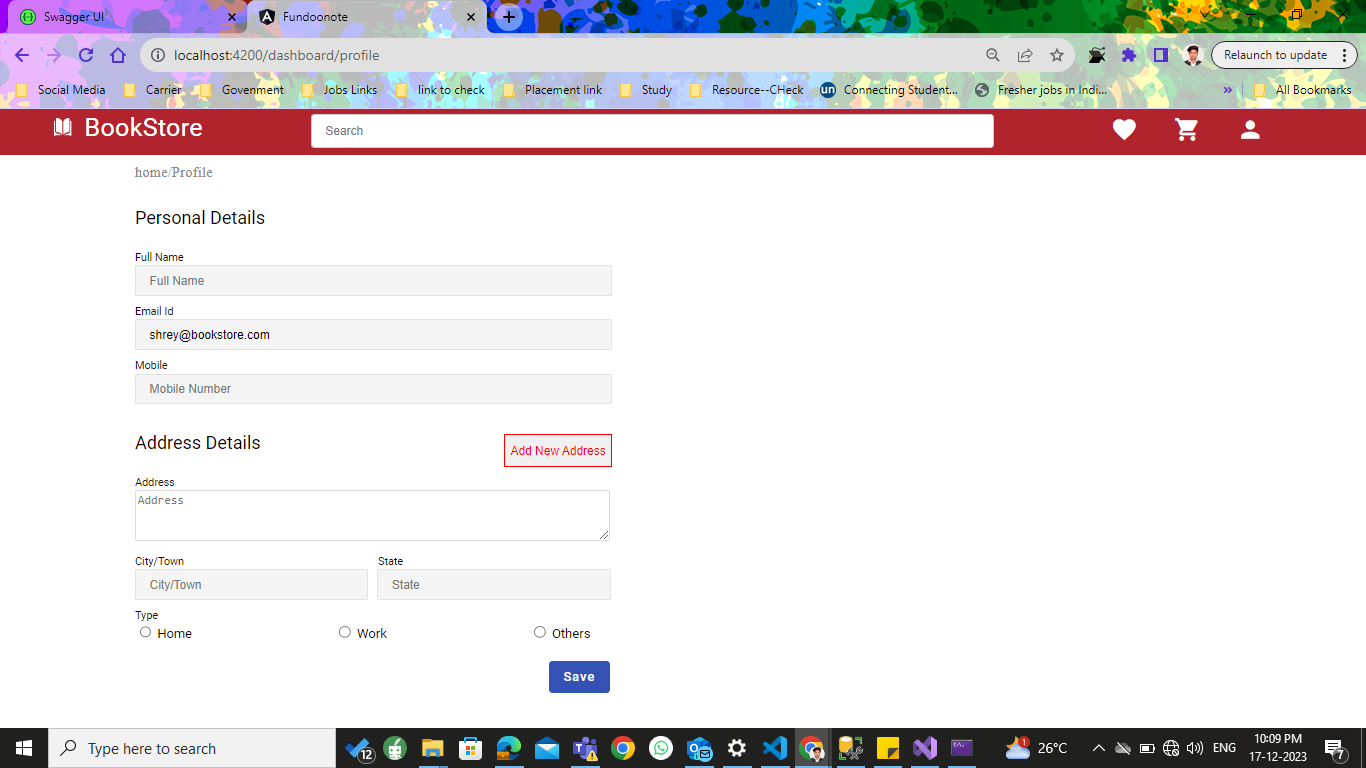 Swagger UI
Fundoonote
localhost:4200/dashboard/profile
Relaunch to update
Social Media
Carrier
Govenment
Jobs Links
link to check
Placement link
Study
Resource--CHeck
un
Connecting Student...
Fresher jobs in Indi...
»
All Bookmarks
BookStore
Search
home/Profile
Personal Details
Full Name
Full Name
Email Id
shrey@bookstore.com
Mobile
Mobile Number
Address Details
Add New Address
Address
Address
City/Town State
City/Town State
Type
Home Work Others
Save
Type here to search
12
1
26°C
ENG
10:09 PM
17-12-2023
7